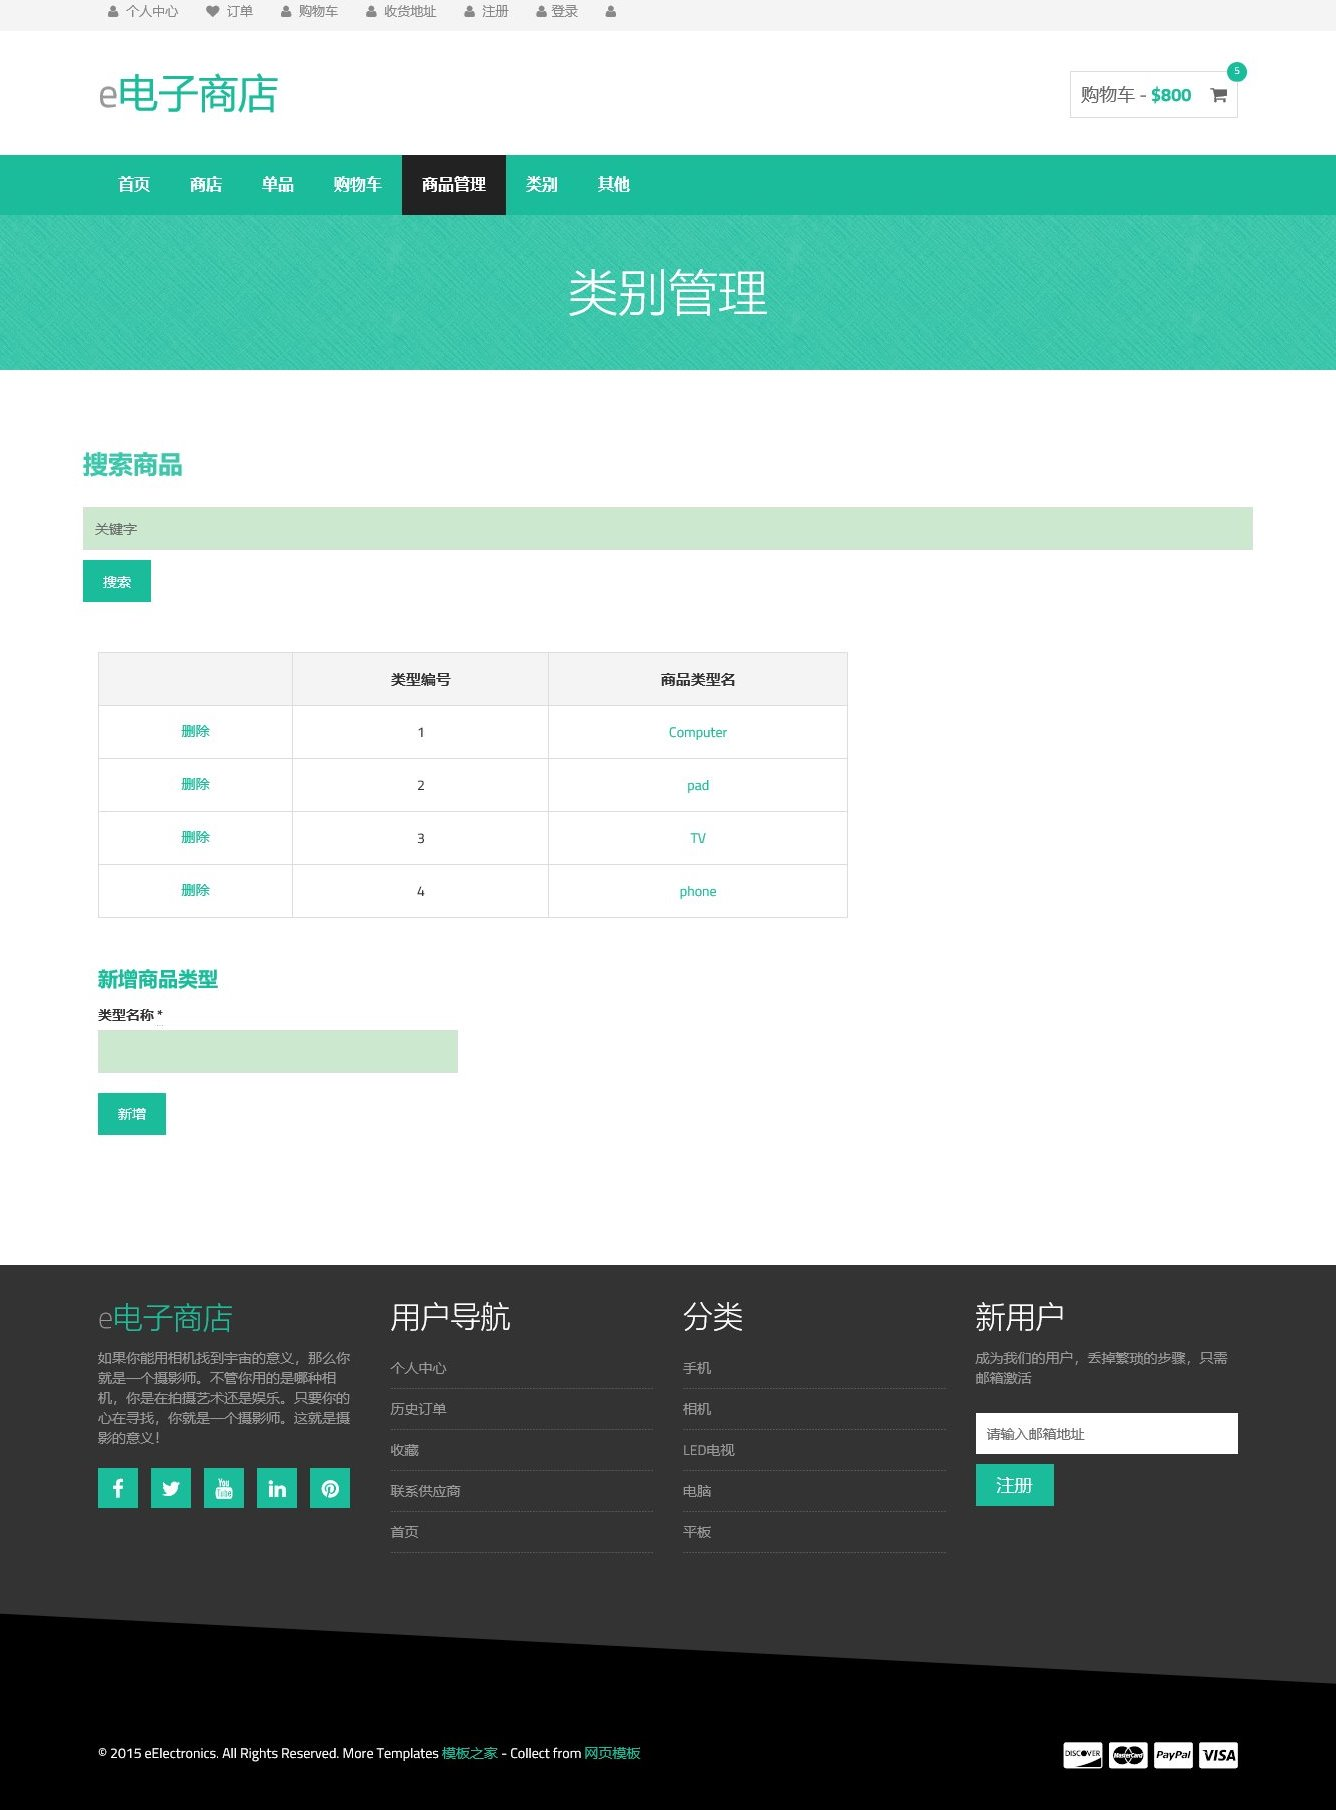 个人中心 订单 购物车 收货地址 注册 登录
e电子商店
5
购物车 - $800
首页 商店 单品 购物车 商品管理 类别 其他
类别管理
搜索商品
关键字
搜索
类型编号 商品类型名
删除 1 Computer
删除 2 pad
删除 3 TV
删除 4 phone
新增商品类型
类型名称 *
新增
e电子商店
如果你能用相机找到宇宙的意义，那么你
就是一个摄影师。不管你用的是哪种相
机，你是在拍摄艺术还是娱乐。只要你的
心在寻找，你就是一个摄影师。这就是摄
影的意义！
You
Tube
用户导航
个人中心
历史订单
收藏
联系供应商
首页
分类
手机
相机
LED电视
电脑
平板
新用户
成为我们的用户，丢掉繁琐的步骤，只需
邮箱激活
请输入邮箱地址
注册
© 2015 eElectronics. All Rights Reserved. More Templates 模板之家 - Collect from 网页模板
DISCOVER MasterCard PayPal VISA